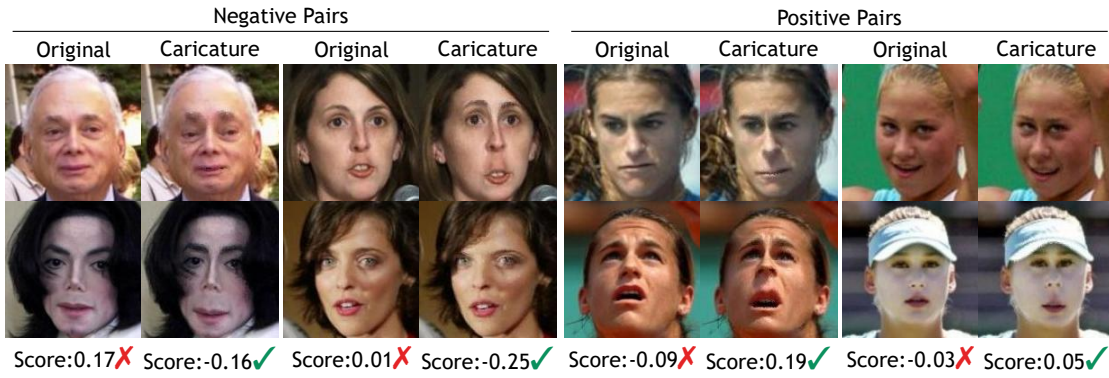 Negative Pairs Positive Pairs
Original Caricature Original Caricature Original Caricature Original Caricature
Score:0.17✗ Score:-0.16✓ Score:0.01✗ Score:-0.25✓ Score:-0.09✗ Score:0.19✓ Score:-0.03✗ Score:0.05✓